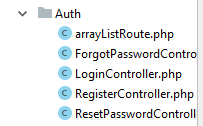 Auth
arrayListRoute.php
ForgotPasswordContro
LoginController.php
RegisterController.php
ResetPasswordControll